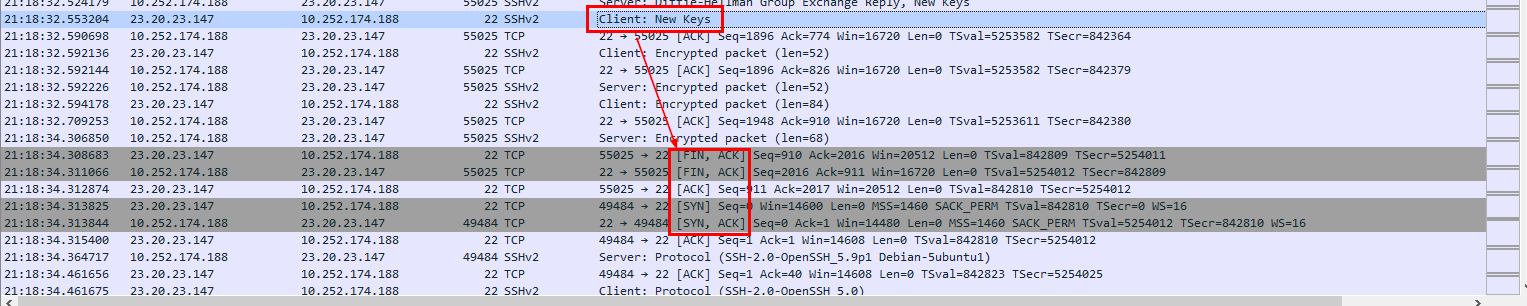 21:18:32.524179 10.252.174.188 23.20.23.147 55025 SSHv2 Server: Diffie-Hellman Group Exchange Reply, New Keys
21:18:32.553204 23.20.23.147 10.252.174.188 22 SSHv2 Client: New Keys
21:18:32.590698 10.252.174.188 23.20.23.147 55025 TCP 22 → 55025 [ACK] Seq=1896 Ack=774 Win=16720 Len=0 TSval=5253582 TSecr=842364
21:18:32.592136 23.20.23.147 10.252.174.188 22 SSHv2 Client: Encrypted packet (len=52)
21:18:32.592144 10.252.174.188 23.20.23.147 55025 TCP 22 → 55025 [ACK] Seq=1896 Ack=826 Win=16720 Len=0 TSval=5253582 TSecr=842379
21:18:32.592226 10.252.174.188 23.20.23.147 55025 SSHv2 Server: Encrypted packet (len=52)
21:18:32.594178 23.20.23.147 10.252.174.188 22 SSHv2 Client: Encrypted packet (len=84)
21:18:32.709253 10.252.174.188 23.20.23.147 55025 TCP 22 → 55025 [ACK] Seq=1948 Ack=910 Win=16720 Len=0 TSval=5253611 TSecr=842380
21:18:34.306850 10.252.174.188 23.20.23.147 55025 SSHv2 Server: Encrypted packet (len=68)
21:18:34.308683 23.20.23.147 10.252.174.188 22 TCP 55025 → 22 [FIN, ACK] Seq=910 Ack=2016 Win=20512 Len=0 TSval=842809 TSecr=5254011
21:18:34.311066 10.252.174.188 23.20.23.147 55025 TCP 22 → 55025 [FIN, ACK] Seq=2016 Ack=911 Win=16720 Len=0 TSval=5254012 TSecr=842809
21:18:34.312874 23.20.23.147 10.252.174.188 22 TCP 55025 → 22 [ACK] Seq=911 Ack=2017 Win=20512 Len=0 TSval=842810 TSecr=5254012
21:18:34.313825 23.20.23.147 10.252.174.188 22 TCP 49484 → 22 [SYN] Seq=0 Win=14600 Len=0 MSS=1460 SACK_PERM TSval=842810 TSecr=0 WS=16
21:18:34.313844 10.252.174.188 23.20.23.147 49484 TCP 22 → 49484 [SYN, ACK] Seq=0 Ack=1 Win=14480 Len=0 MSS=1460 SACK_PERM TSval=5254012 TSecr=842810 WS=16
21:18:34.315400 23.20.23.147 10.252.174.188 22 TCP 49484 → 22 [ACK] Seq=1 Ack=1 Win=14608 Len=0 TSval=842810 TSecr=5254012
21:18:34.364717 10.252.174.188 23.20.23.147 49484 SSHv2 Server: Protocol (SSH-2.0-OpenSSH_5.9p1 Debian-5ubuntu1)
21:18:34.461656 23.20.23.147 10.252.174.188 22 TCP 49484 → 22 [ACK] Seq=1 Ack=40 Win=14608 Len=0 TSval=842823 TSecr=5254025
21:18:34.461675 23.20.23.147 10.252.174.188 22 SSHv2 Client: Protocol (SSH-2.0-OpenSSH 5.0)